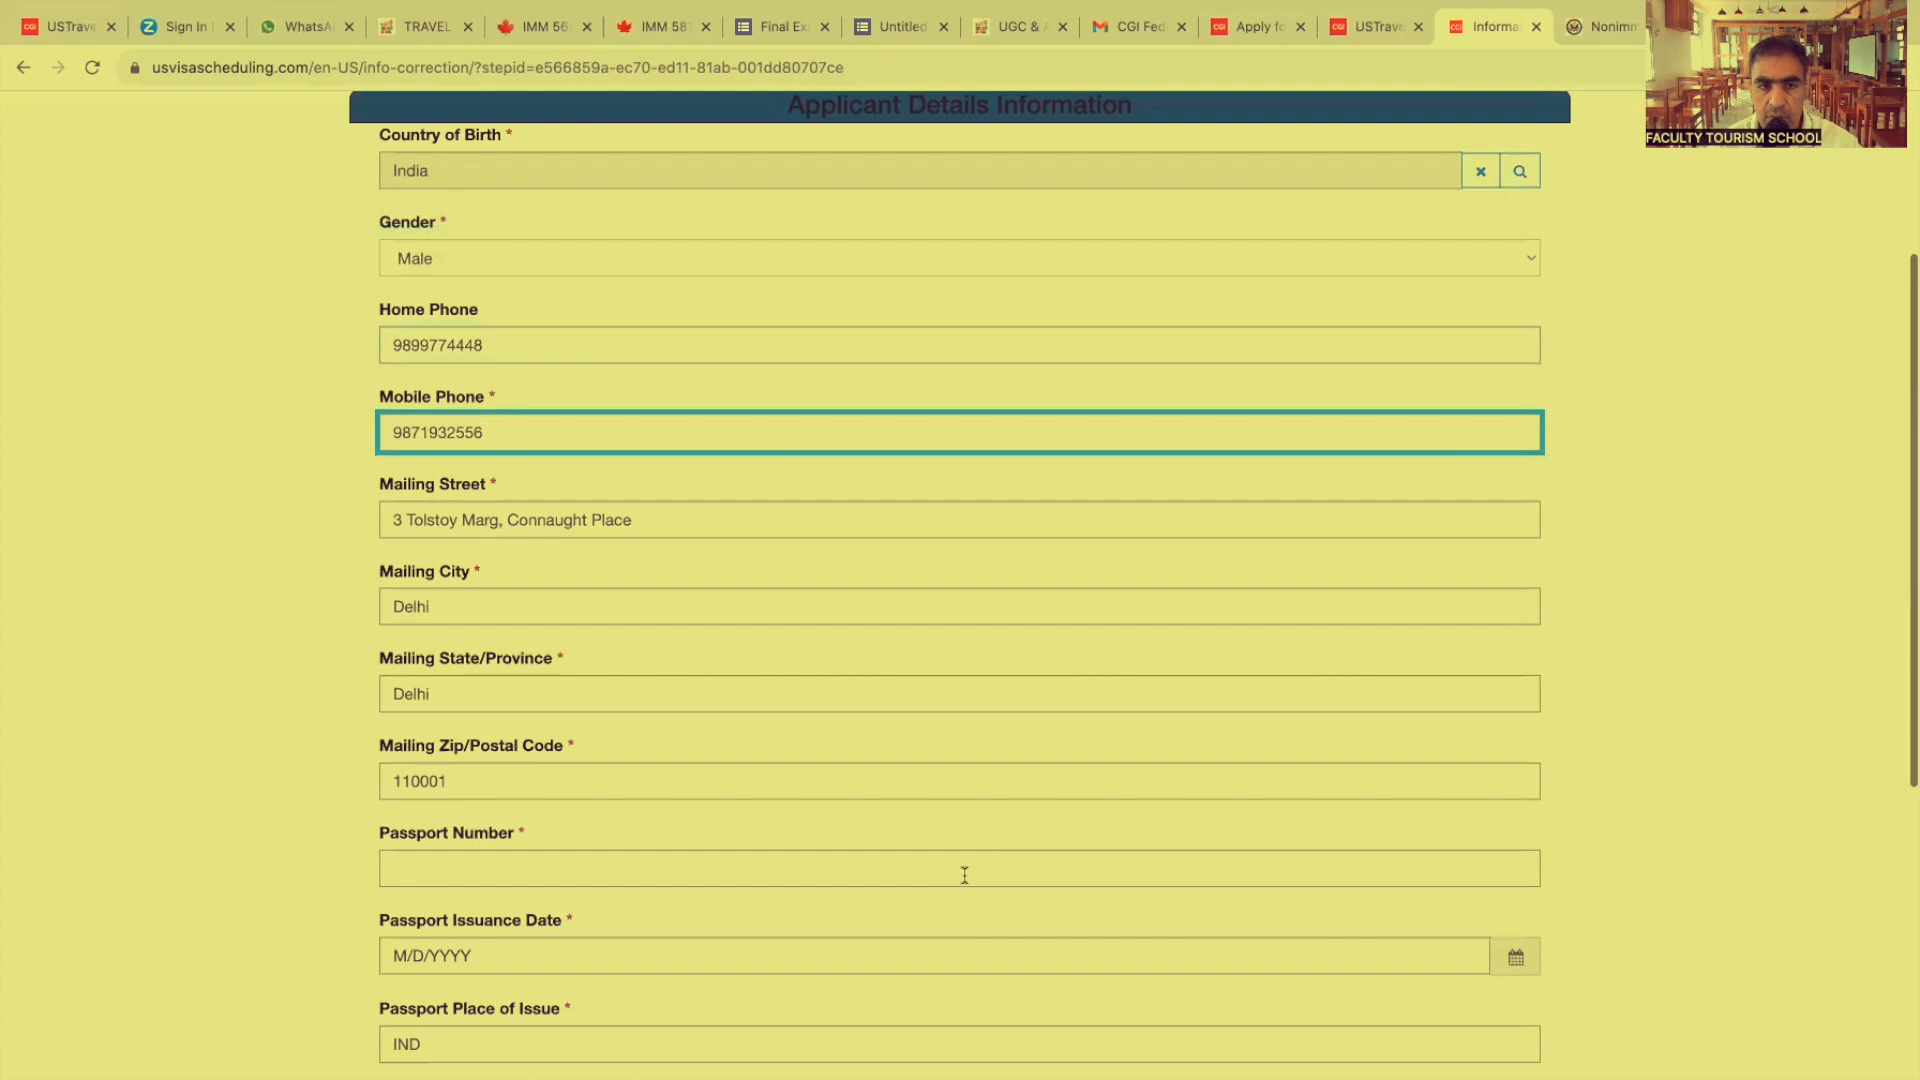 USTrave
Sign In
WhatsA
TRAVEL
IMM 56
IMM 58
Final Ex
Untitled
UGC &
CGI Fed
Apply fo
USTrave
Informa
Nonimm
usvisascheduling.com/en-US/info-correction/?stepid=e566859a-ec70-ed11-81ab-001dd80707ce
FACULTY TOURISM SCHOOL
Applicant Details Information
Country of Birth *
India
Gender *
Male
Home Phone
9899774448
Mobile Phone *
9871932556
Mailing Street *
3 Tolstoy Marg, Connaught Place
Mailing City *
Delhi
Mailing State/Province *
Delhi
Mailing Zip/Postal Code *
110001
Passport Number *
Passport Issuance Date *
M/D/YYYY
Passport Place of Issue *
IND